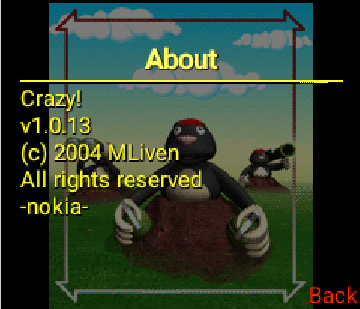 About
Crazy!
v1.0.13
(c) 2004 MLiven
All rights reserved
-nokia-
Back